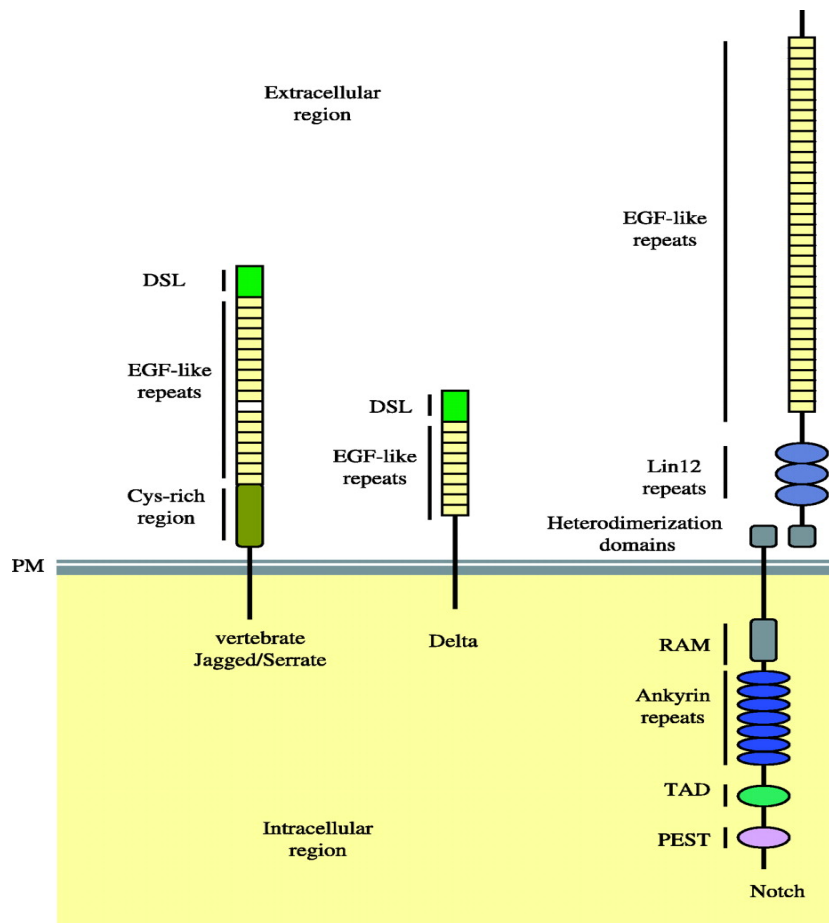 Extracellular
region
EGF-like
repeats
DSL
EGF-like
repeats
Cys-rich
region
DSL
EGF-like
repeats
Lin12
repeats
Heterodimerization
domains
PM
vertebrate
Jagged/Serrate
Delta
RAM
Ankyrin
repeats
TAD
PEST
Intracellular
region
Notch